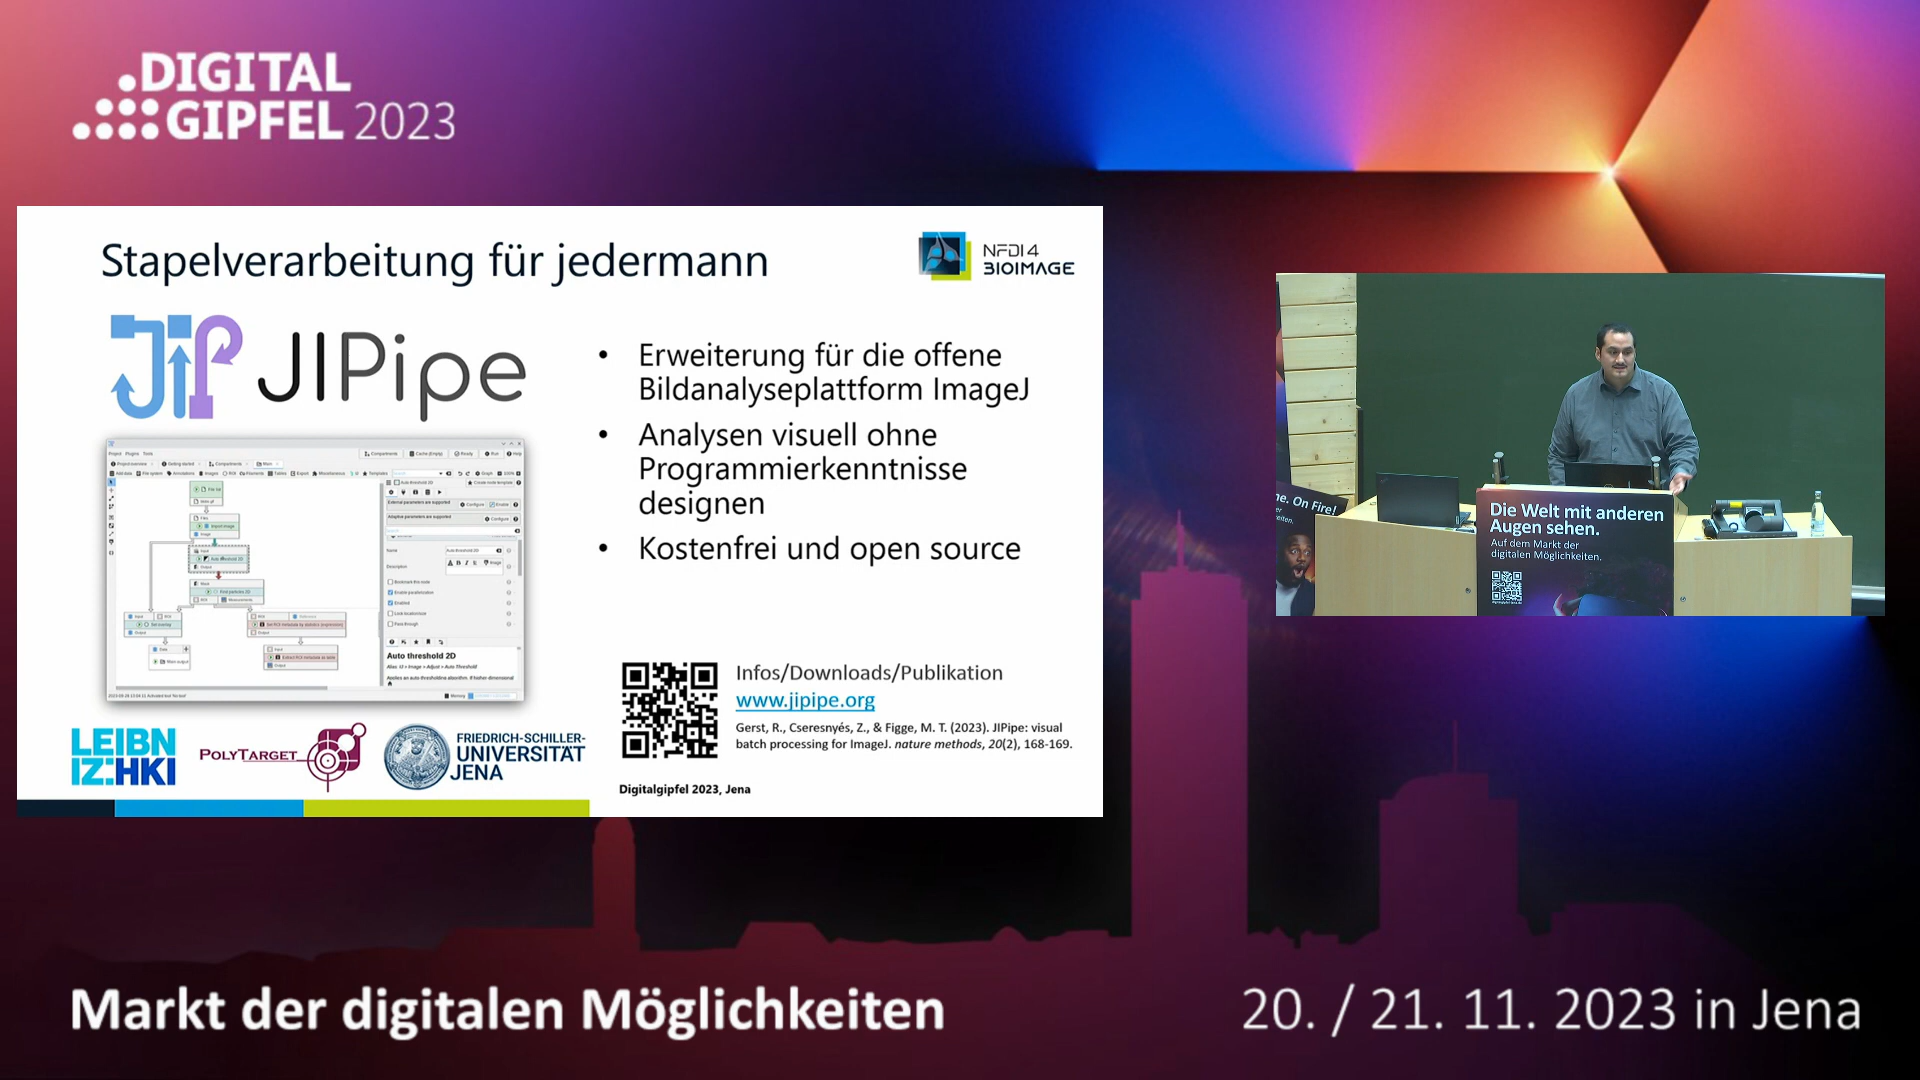 DIGITAL
GIPFEL 2023
Stapelverarbeitung für jedermann
NFDI4
BIOIMAGE
JIPipe
• Erweiterung für die offene
Bildanalyseplattform ImageJ
• Analysen visuell ohne
Programmierkenntnisse
designen
• Kostenfrei und open source
Auto threshold 2D
Infos/Downloads/Publikation
www.jipipe.org
Gerst, R., Cseresnyés, Z., & Figge, M. T. (2023). JIPipe: visual
batch processing for ImageJ. nature methods, 20(2), 168-169.
LEIBN
IZ:HKI
POLYTARGET
FRIEDRICH-SCHILLER-
UNIVERSITÄT
JENA
Digitalgipfel 2023, Jena
ne. On Fire!
Die Welt mit anderen
Augen sehen.
Auf dem Markt der
digitalen Möglichkeiten.
Markt der digitalen Möglichkeiten
20. / 21. 11. 2023 in Jena